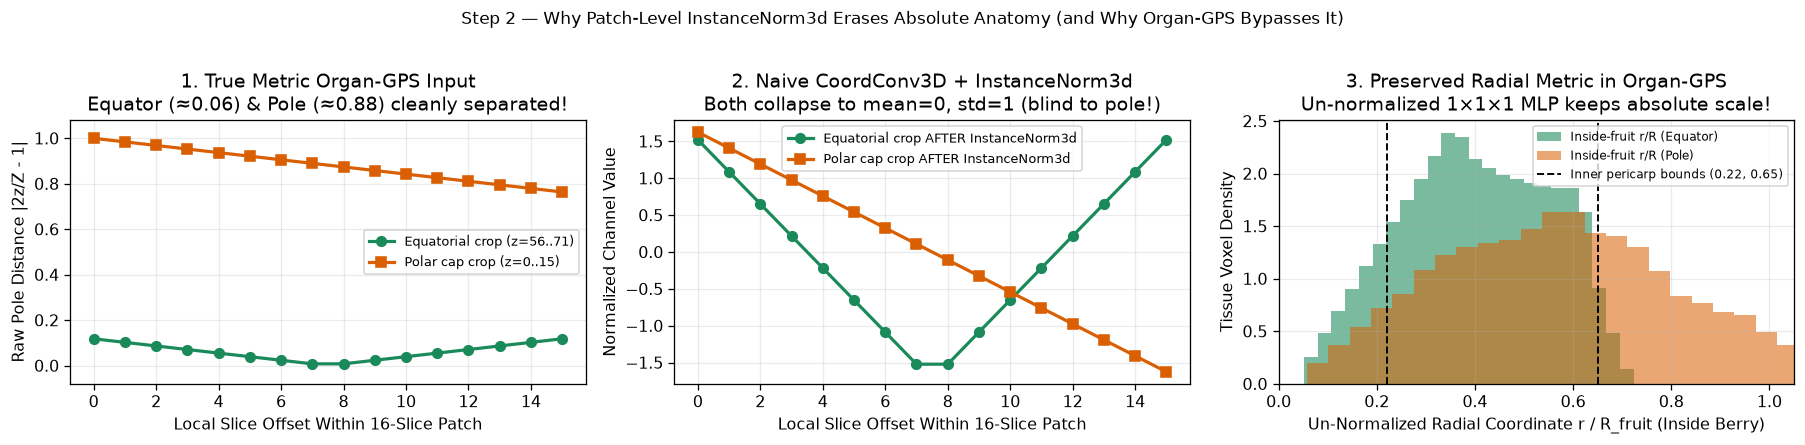 Step 2 — Why Patch-Level InstanceNorm3d Erases Absolute Anatomy (and Why Organ-GPS Bypasses It)
1. True Metric Organ-GPS Input
Equator (≈0.06) & Pole (≈0.88) cleanly separated!
Raw Pole Distance |2z/Z - 1|
1.0
0.8
0.6
0.4
0.2
0.0
Equatorial crop (z=56..71)
Polar cap crop (z=0..15)
0 2 4 6 8 10 12 14
Local Slice Offset Within 16-Slice Patch
2. Naive CoordConv3D + InstanceNorm3d
Both collapse to mean=0, std=1 (blind to pole!)
Normalized Channel Value
1.5
1.0
0.5
0.0
−0.5
−1.0
−1.5
Equatorial crop AFTER InstanceNorm3d
Polar cap crop AFTER InstanceNorm3d
0 2 4 6 8 10 12 14
Local Slice Offset Within 16-Slice Patch
3. Preserved Radial Metric in Organ-GPS
Un-normalized 1×1×1 MLP keeps absolute scale!
Tissue Voxel Density
2.5
2.0
1.5
1.0
0.5
0.0
Inside-fruit r/R (Equator)
Inside-fruit r/R (Pole)
Inner pericarp bounds (0.22, 0.65)
0.0 0.2 0.4 0.6 0.8 1.0
Un-Normalized Radial Coordinate r / R_fruit (Inside Berry)